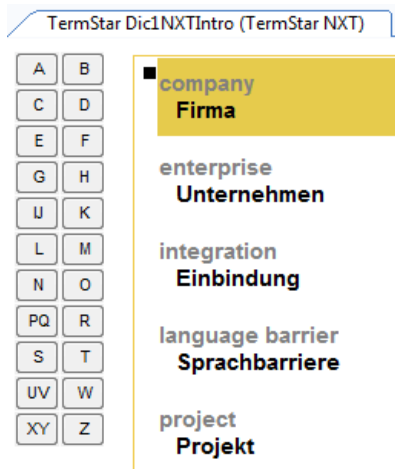 TermStar Dic1NXTIntro (TermStar NXT)
A B
C D
E F
G H
IJ K
L M
N O
PQ R
S T
UV W
XY Z
company
Firma
enterprise
Unternehmen
integration
Einbindung
language barrier
Sprachbarriere
project
Projekt